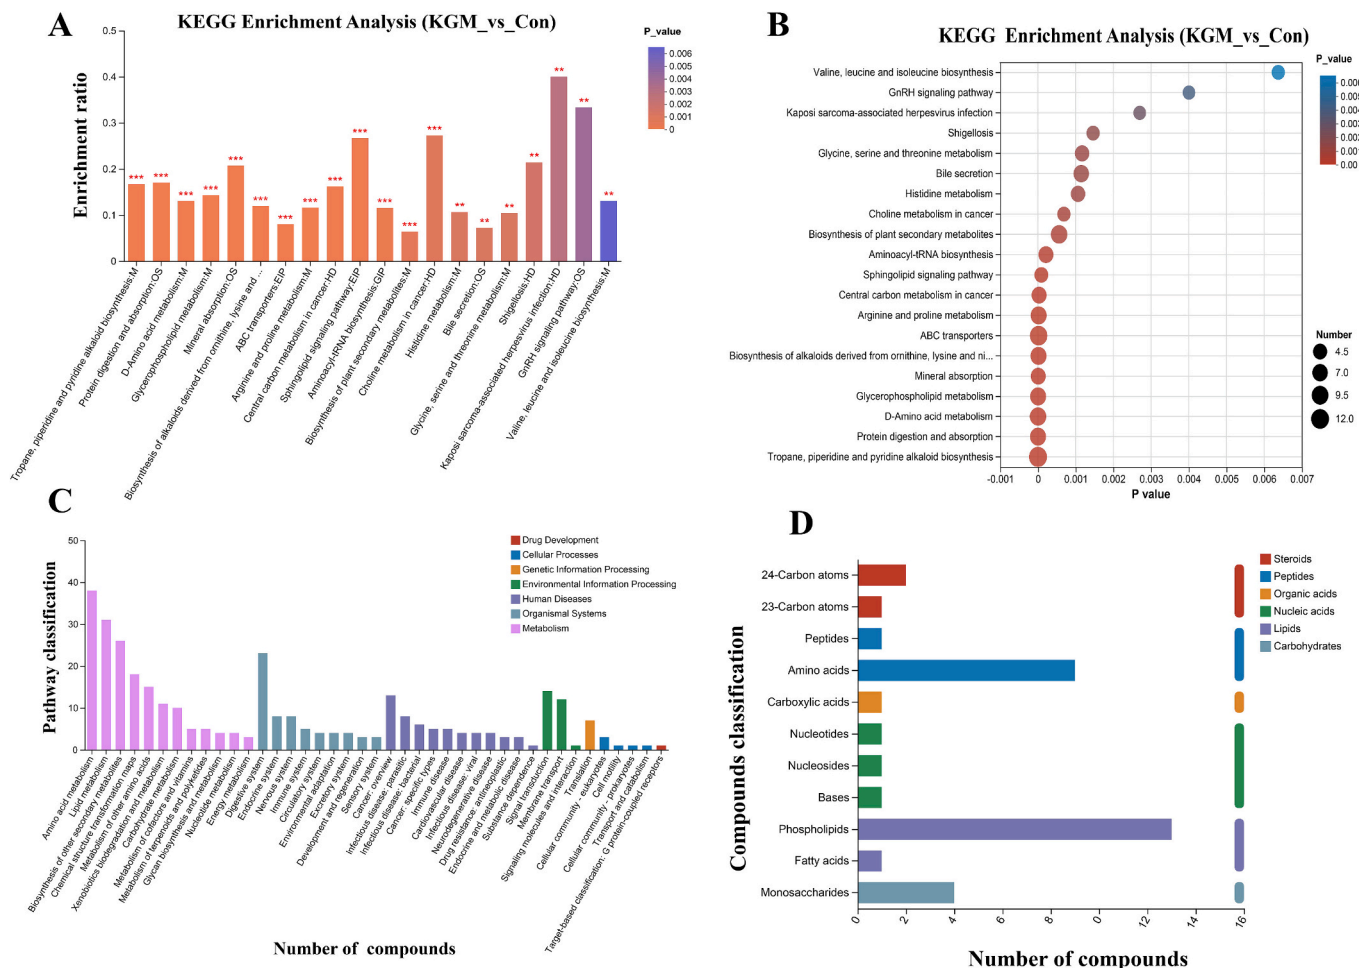 A
KEGG Enrichment Analysis (KGM_vs_Con)
Enrichment ratio
0.5
0.4
0.3
0.2
0.1
0
***
***
***
***
***
***
***
***
***
***
***
***
***
**
**
**
**
**
**
**
P_value
0.006
0.005
0.004
0.003
0.002
0.001
0
Tropane, piperidine and pyridine alkaloid biosynthesis:M
Protein digestion and absorption:OS
D-Amino acid metabolism:M
Glycerophospholipid metabolism:M
Mineral absorption:OS
Biosynthesis of alkaloids derived from ornithine, lysine and ...
ABC transporters:EIP
Arginine and proline metabolism:M
Central carbon metabolism in cancer:HD
Sphingolipid signaling pathway:EIP
Aminoacyl-tRNA biosynthesis:GIP
Biosynthesis of plant secondary metabolites:M
Choline metabolism in cancer:HD
Histidine metabolism:M
Bile secretion:OS
Glycine, serine and threonine metabolism:M
Shigellosis:HD
Kaposi sarcoma-associated herpesvirus infection:HD
GnRH signaling pathway:OS
Valine, leucine and isoleucine biosynthesis:M
B
KEGG Enrichment Analysis (KGM_vs_Con)
Valine, leucine and isoleucine biosynthesis
GnRH signaling pathway
Kaposi sarcoma-associated herpesvirus infection
Shigellosis
Glycine, serine and threonine metabolism
Bile secretion
Histidine metabolism
Choline metabolism in cancer
Biosynthesis of plant secondary metabolites
Aminoacyl-tRNA biosynthesis
Sphingolipid signaling pathway
Central carbon metabolism in cancer
Arginine and proline metabolism
ABC transporters
Biosynthesis of alkaloids derived from ornithine, lysine and ni...
Mineral absorption
Glycerophospholipid metabolism
D-Amino acid metabolism
Protein digestion and absorption
Tropane, piperidine and pyridine alkaloid biosynthesis
-0.001
0
0.001
0.002
0.003
0.004
0.005
0.006
0.007
P value
P_value
Number
4.5
7.0
9.5
12.0
C
Pathway classification
50
40
30
20
10
0
Drug Development
Cellular Processes
Genetic Information Processing
Environmental Information Processing
Human Diseases
Organismal Systems
Metabolism
Amino acid metabolism
Lipid metabolism
Biosynthesis of other secondary metabolites
Chemical structure transformation maps
Metabolism of other amino acids
Xenobiotics biodegradation and metabolism
Carbohydrate metabolism
Metabolism of cofactors and vitamins
Metabolism of terpenoids and polyketides
Glycan biosynthesis and metabolism
Nucleotide metabolism
Energy metabolism
Digestive system
Endocrine system
Nervous system
Immune system
Circulatory system
Environmental adaptation
Excretory system
Development and regeneration
Sensory system
Cancer: overview
Infectious disease: parasitic
Infectious disease: bacterial
Cancer: specific types
Immune disease
Cardiovascular disease
Infectious disease: viral
Neurodegenerative disease
Drug resistance: antineoplastic
Endocrine and metabolic disease
Substance dependence
Signal transduction
Membrane transport
Signaling molecules and interaction
Translation
Cellular community - eukaryotes
Cell motility
Cellular community - prokaryotes
Transport and catabolism
Target-based classification: G protein-coupled receptors
Number of compounds
D
Compounds classification
24-Carbon atoms
23-Carbon atoms
Peptides
Amino acids
Carboxylic acids
Nucleotides
Nucleosides
Bases
Phospholipids
Fatty acids
Monosaccharides
0
2
4
6
8
0
12
14
16
Number of compounds
Steroids
Peptides
Organic acids
Nucleic acids
Lipids
Carbohydrates